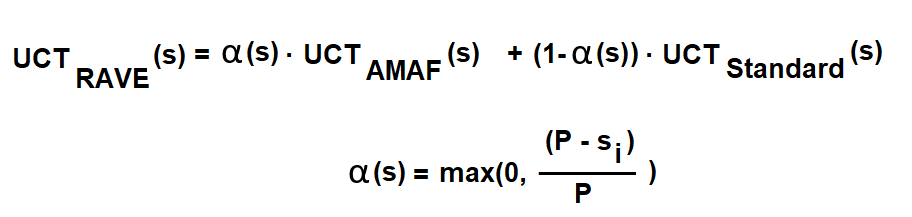 UCT RAVE (s) = α(s) · UCT AMAF (s) + (1-α(s)) · UCT Standard (s)
α(s) = max(0, (P - s i ) / P )